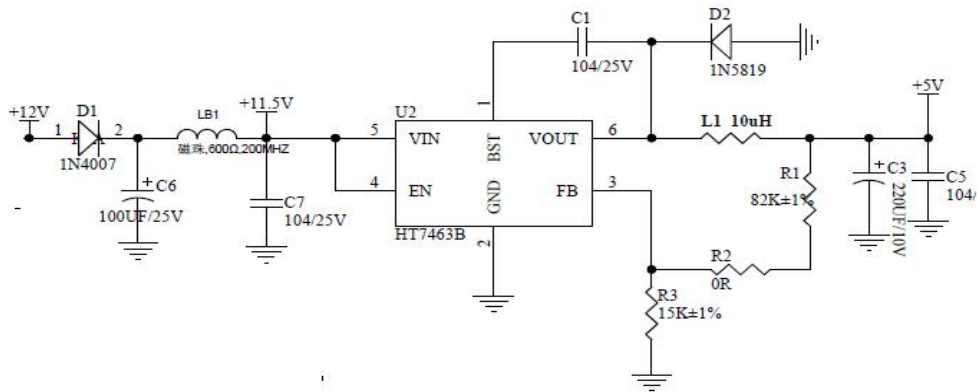 C1
104/25V
D2
1N5819
+12V
D1
1
2
1N4007
LB1
磁珠,600Ω,200MHZ
+11.5V
C6
100UF/25V
C7
104/25V
U2
1
5
VIN
BST
VOUT
6
4
EN
GND
FB
3
HT7463B
2
L1 10uH
+5V
R1
82K±1%
C3
220UF/10V
C5
104/
R2
0R
R3
15K±1%